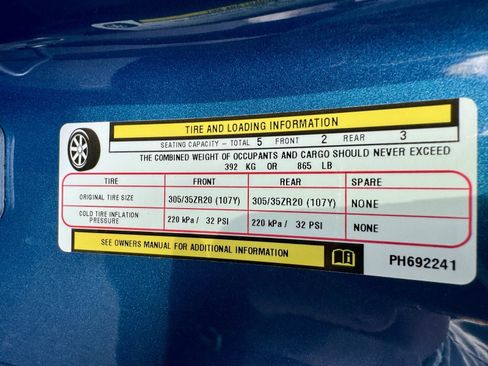 TIRE AND LOADING INFORMATION
SEATING CAPACITY - TOTAL 5 FRONT 2 REAR 3
THE COMBINED WEIGHT OF OCCUPANTS AND CARGO SHOULD NEVER EXCEED
392 KG OR 865 LB
TIRE FRONT REAR SPARE
ORIGINAL TIRE SIZE 305/35ZR20 (107Y) 305/35ZR20 (107Y) NONE
COLD TIRE INFLATION PRESSURE 220 kPa / 32 PSI 220 kPa / 32 PSI NONE
SEE OWNERS MANUAL FOR ADDITIONAL INFORMATION
PH692241